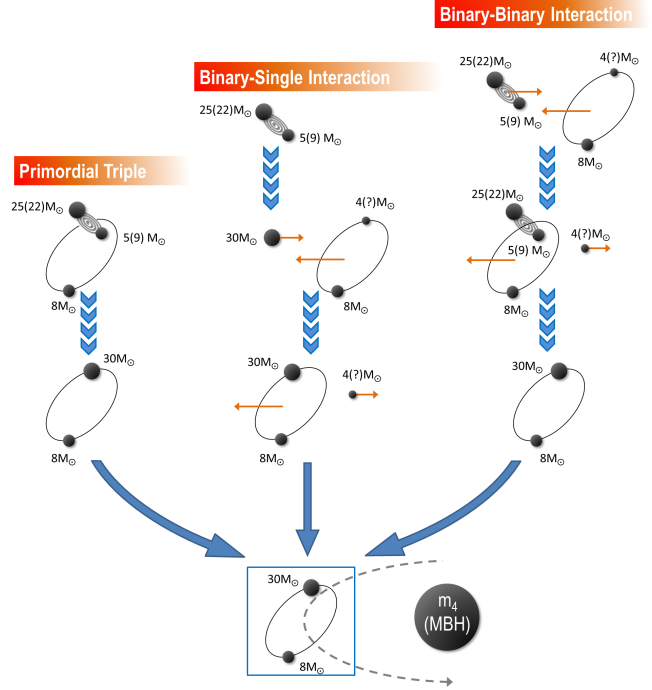 Binary-Binary Interaction
25(22)M☉
4(?)M☉
5(9) M☉
8M☉
25(22)M☉
4(?)M☉
5(9) M☉
8M☉
30M☉
8M☉
Binary-Single Interaction
25(22)M☉
5(9) M☉
4(?)M☉
30M☉
8M☉
30M☉
4(?)M☉
8M☉
Primordial Triple
25(22)M☉
5(9) M☉
8M☉
30M☉
8M☉
30M☉
8M☉
m₄
(MBH)